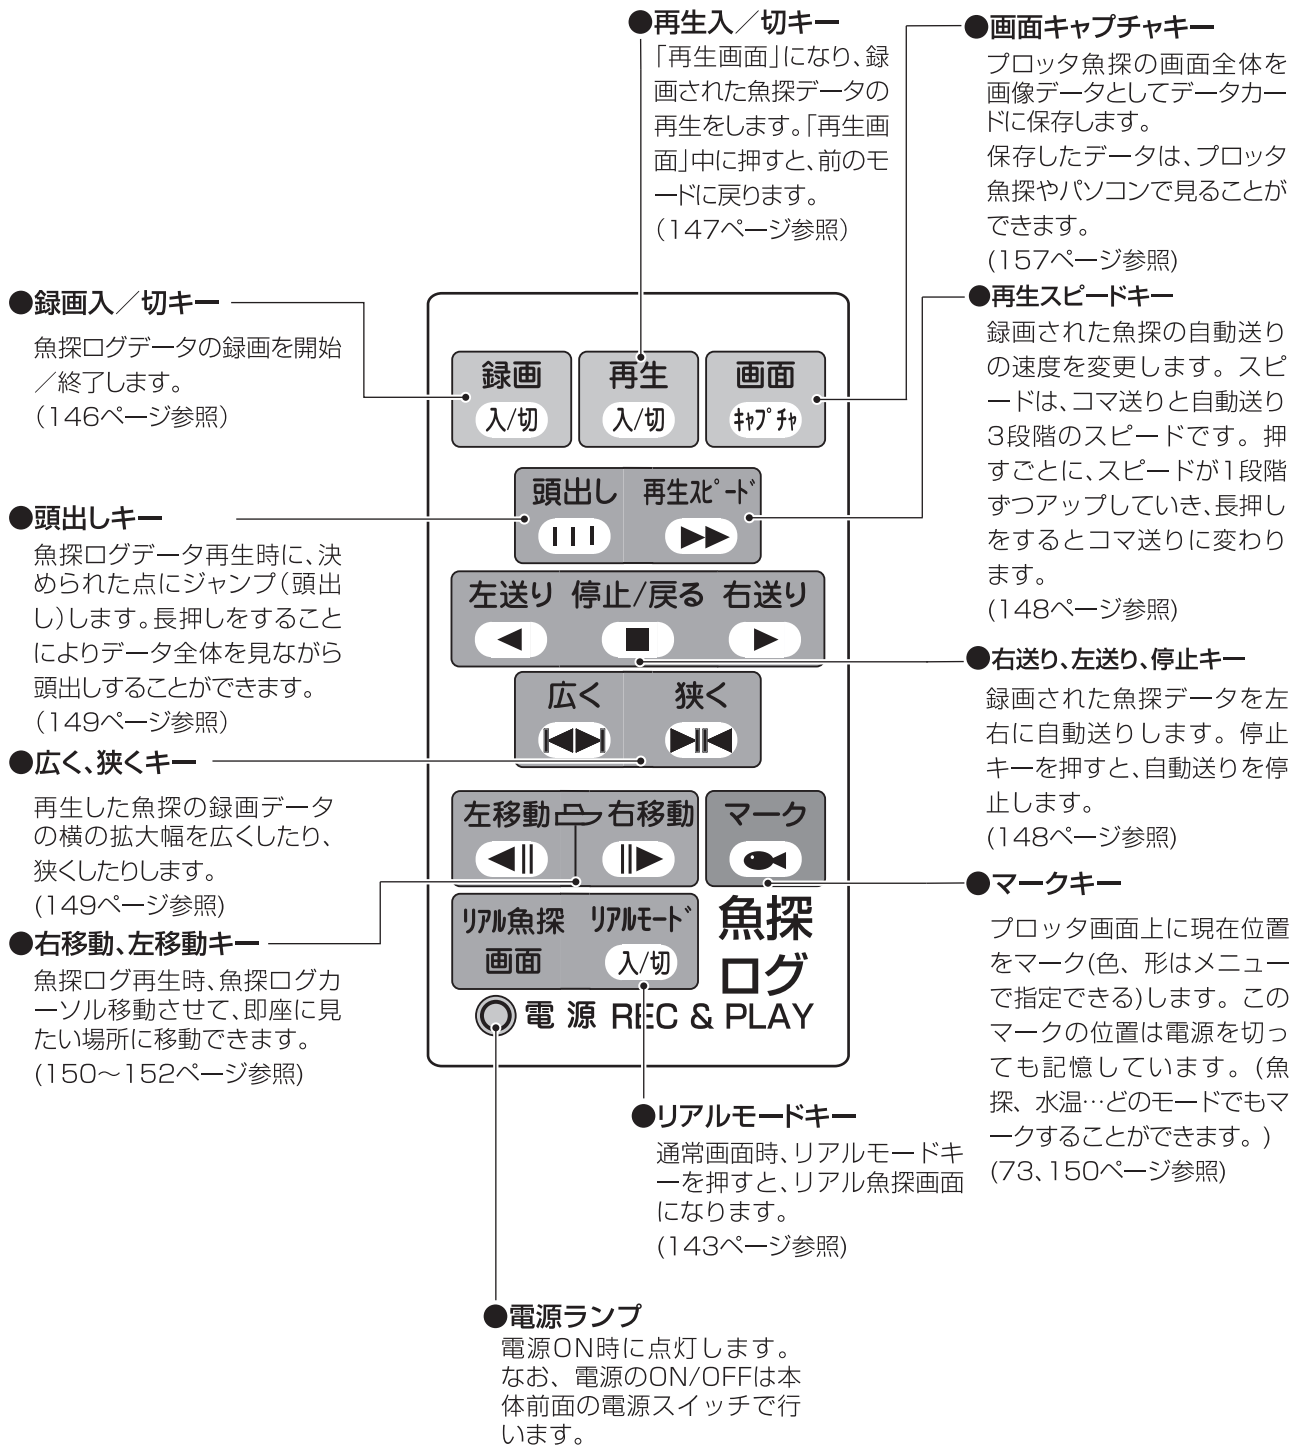 ●再生入／切キー
「再生画面」になり、録
画された魚探データの
再生をします。「再生画
面」中に押すと、前のモ
ードに戻ります。
（147ページ参照）
●画面キャプチャキー
プロッタ魚探の画面全体を
画像データとしてデータカー
ドに保存します。
保存したデータは、プロッタ
魚探やパソコンで見ることが
できます。
(157ページ参照)
●録画入／切キー
魚探ログデータの録画を開始
／終了します。
（146ページ参照）
●頭出しキー
魚探ログデータ再生時に、決
められた点にジャンプ（頭出
し）します。長押しをすること
によりデータ全体を見ながら
頭出しすることができます。
（149ページ参照）
●広く、狭くキー
再生した魚探の録画データ
の横の拡大幅を広くしたり、
狭くしたりします。
(149ページ参照)
●右移動、左移動キー
魚探ログ再生時、魚探ログカ
ーソル移動させて、即座に見
たい場所に移動できます。
(150～152ページ参照)
録画 再生 画面
入/切 入/切 ｷｬﾌﾟﾁｬ
頭出し 再生ｽﾋﾟｰﾄﾞ
左送り 停止/戻る 右送り
広く 狭く
左移動 右移動 マーク
ﾘｱﾙ魚探 ﾘｱﾙﾓｰﾄﾞ
画面 入/切
魚探
ログ
電源 REC & PLAY
●再生スピードキー
録画された魚探の自動送り
の速度を変更します。スピ
ードは、コマ送りと自動送り
3段階のスピードです。押
すごとに、スピードが1段階
ずつアップしていき、長押し
をするとコマ送りに変わり
ます。
(148ページ参照)
●右送り、左送り、停止キー
録画された魚探データを左
右に自動送りします。停止
キーを押すと、自動送りを停
止します。
(148ページ参照)
●マークキー
プロッタ画面上に現在位置
をマーク(色、形はメニュー
で指定できる)します。この
マークの位置は電源を切っ
ても記憶しています。(魚
探、水温…どのモードでもマ
ークすることができます。)
(73、150ページ参照)
●リアルモードキー
通常画面時、リアルモードキ
ーを押すと、リアル魚探画面
になります。
(143ページ参照)
●電源ランプ
電源ON時に点灯します。
なお、電源のON/OFFは本
体前面の電源スイッチで行
います。